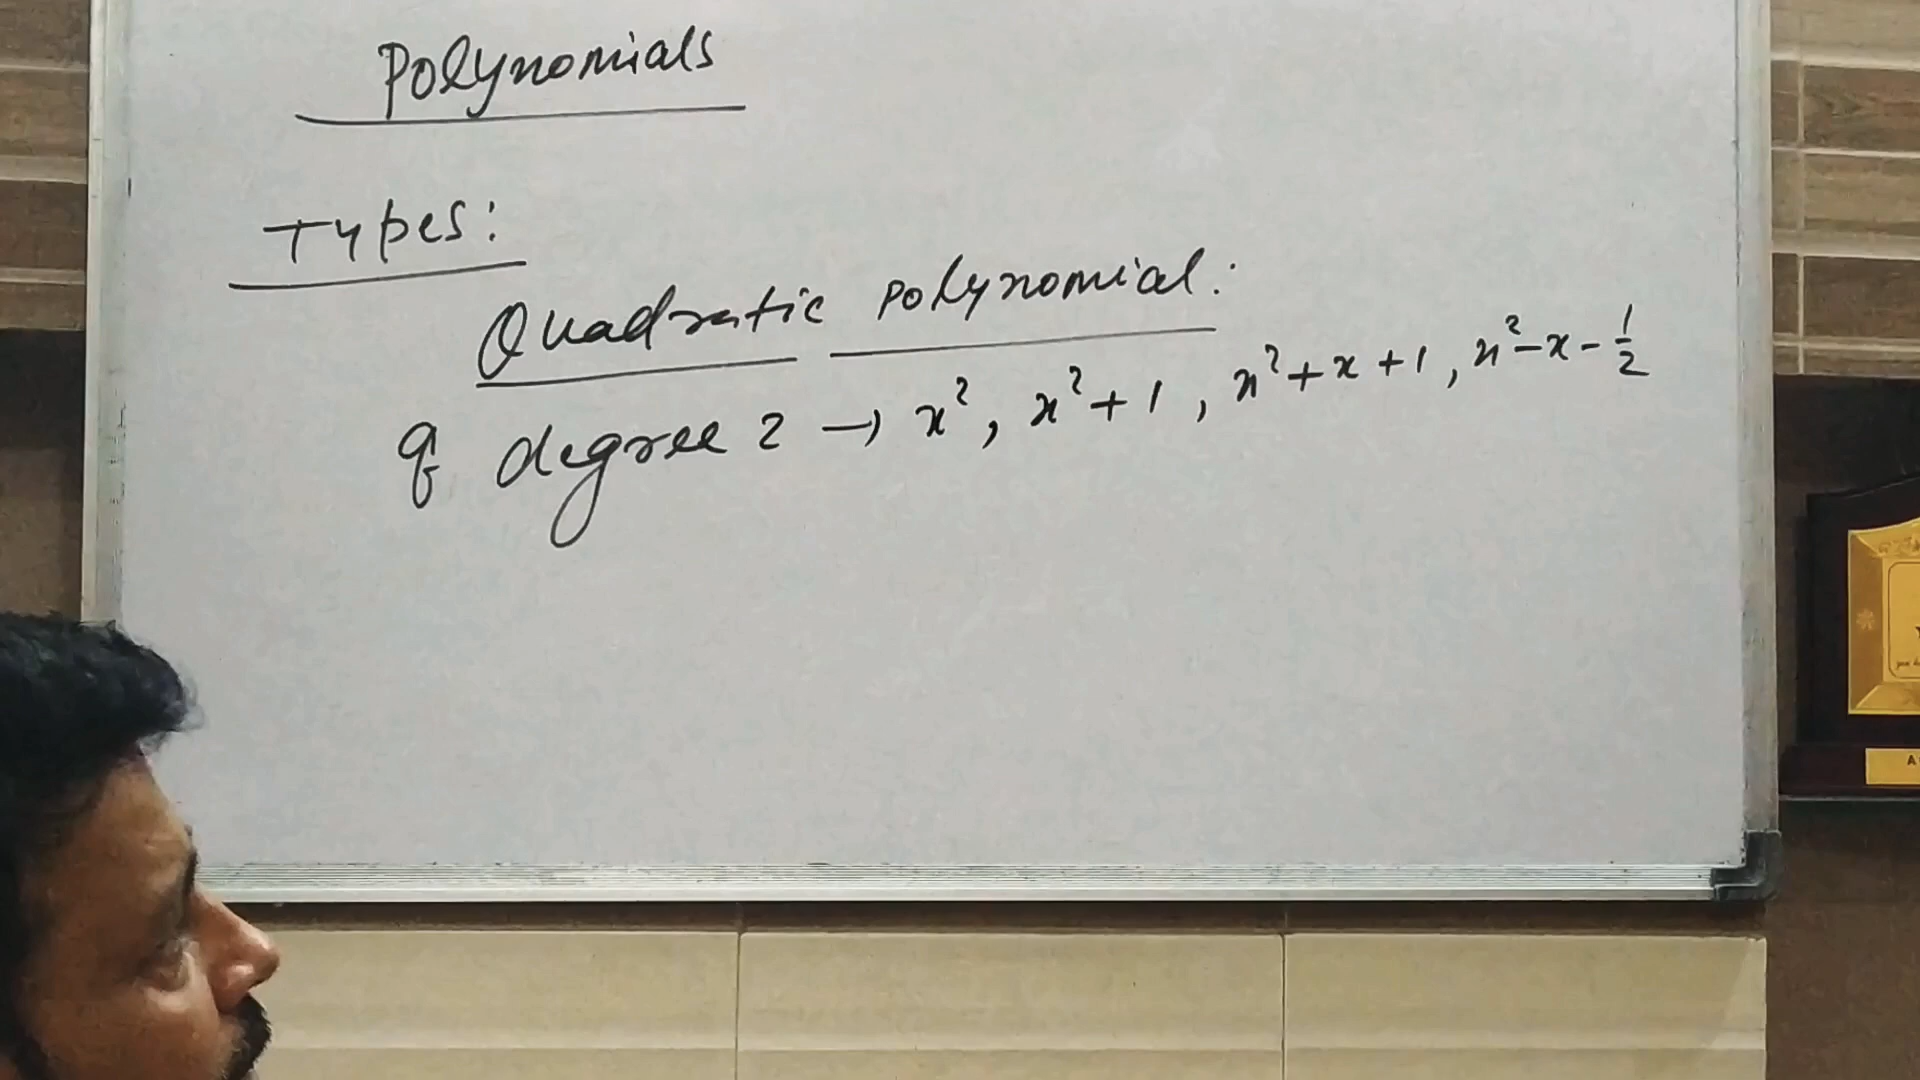 Polynomials
Types:
Quadratic polynomial:
of degree 2 → x², x²+1, x²+x+1, x²-x-1/2